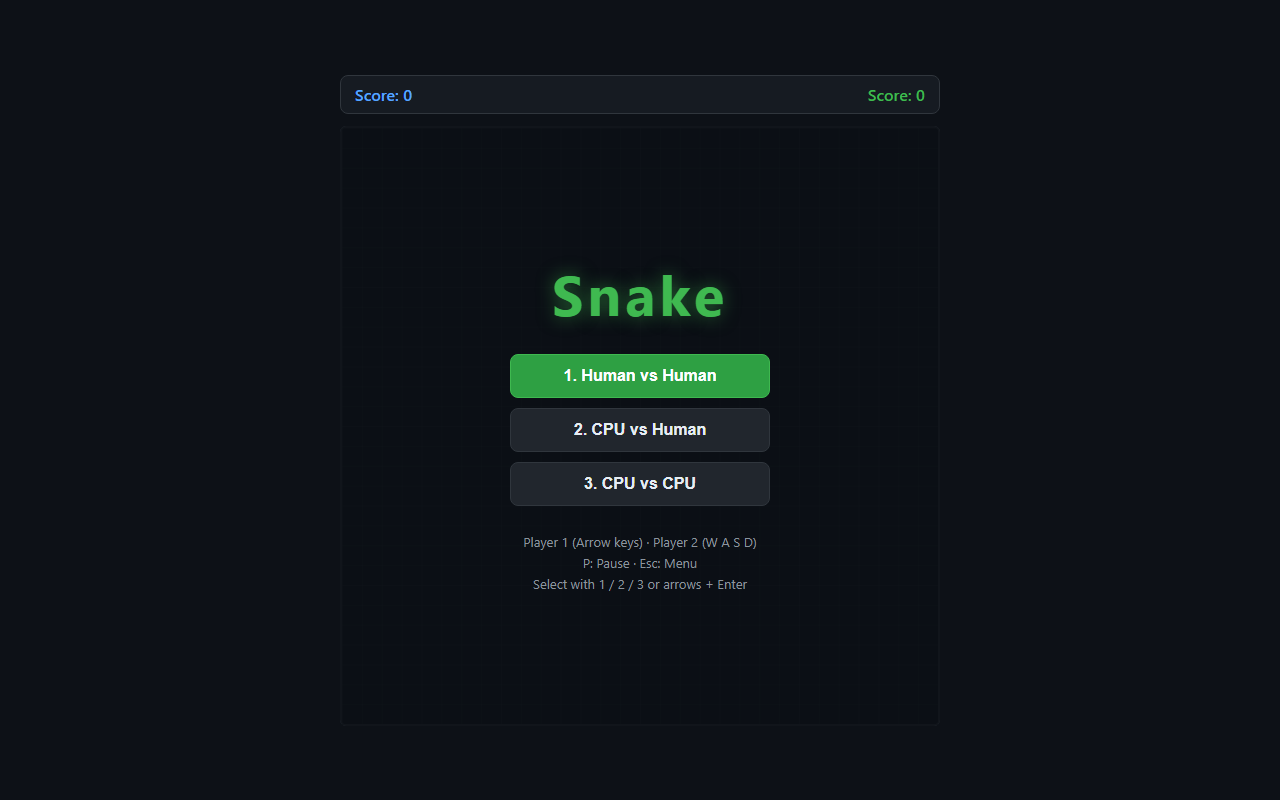 Score: 0
Score: 0
Snake
1. Human vs Human
2. CPU vs Human
3. CPU vs CPU
Player 1 (Arrow keys) · Player 2 (W A S D)
P: Pause · Esc: Menu
Select with 1 / 2 / 3 or arrows + Enter